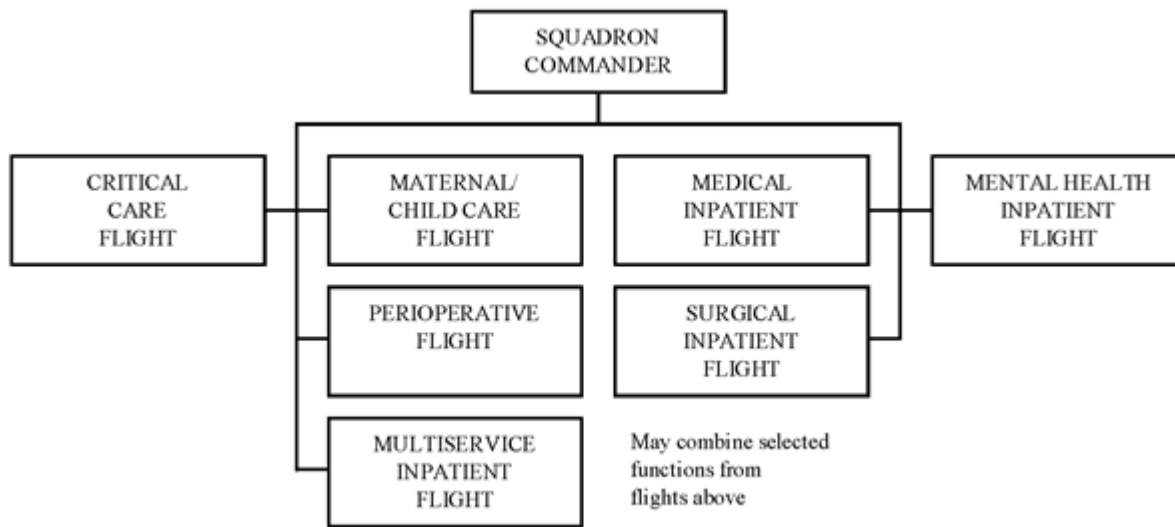 SQUADRON
COMMANDER
CRITICAL
CARE
FLIGHT
MATERNAL/
CHILD CARE
FLIGHT
MEDICAL
INPATIENT
FLIGHT
MENTAL HEALTH
INPATIENT
FLIGHT
PERIOPERATIVE
FLIGHT
SURGICAL
INPATIENT
FLIGHT
MULTISERVICE
INPATIENT
FLIGHT
May combine selected
functions from
flights above